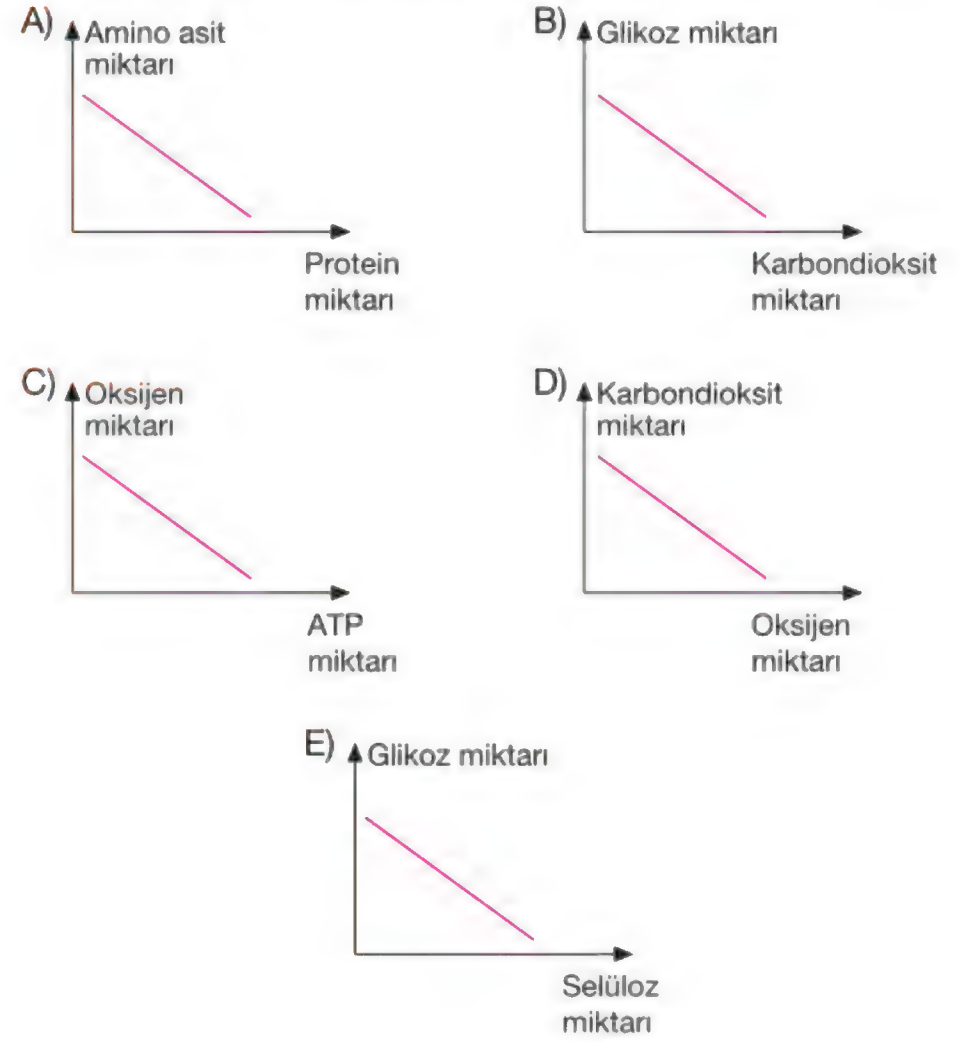 A) Amino asit
miktarı
Protein
miktarı
B) Glikoz miktarı
Karbondioksit
miktarı
C) Oksijen
miktarı
ATP
miktarı
D) Karbondioksit
miktarı
Oksijen
miktarı
E) Glikoz miktarı
Selüloz
miktarı